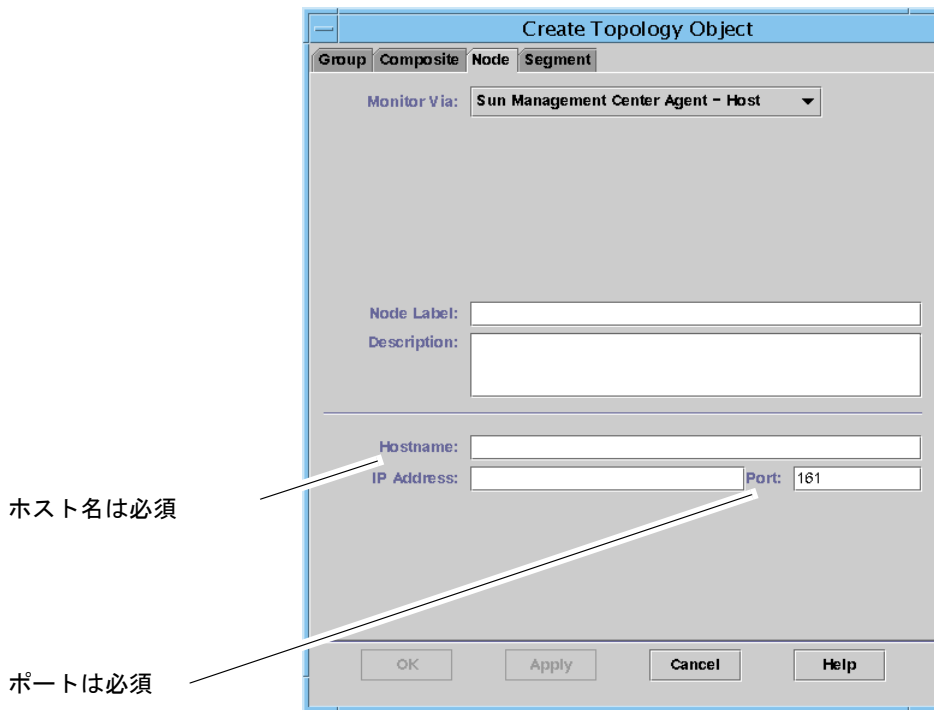 Create Topology Object
Group Composite Node Segment
Monitor Via: Sun Management Center Agent - Host
Node Label:
Description:
Hostname:
IP Address: Port: 161
ホスト名は必須
OK Apply Cancel Help
ポートは必須